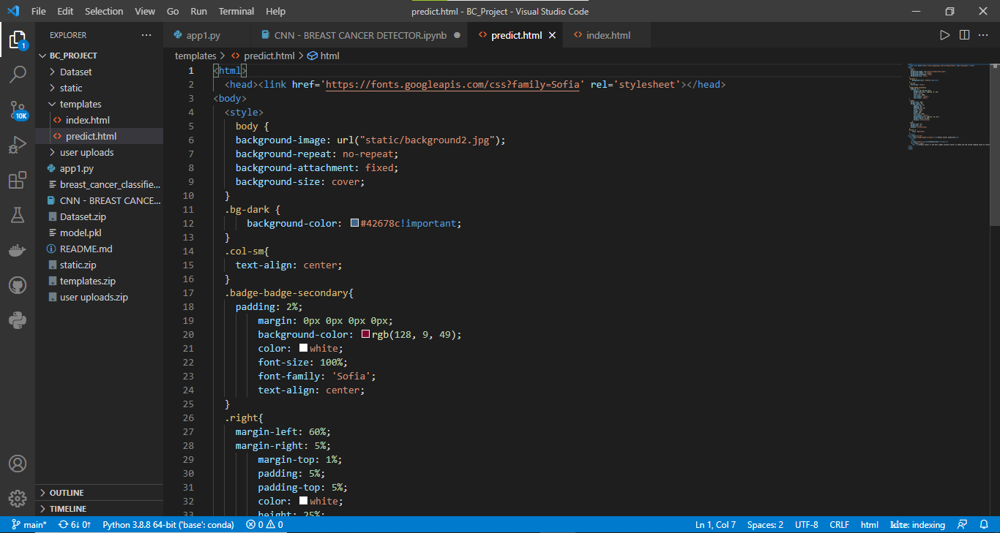 File Edit Selection View Go Run Terminal Help predict.html - BC_Project - Visual Studio Code
EXPLORER ···
BC_PROJECT
Dataset
static
templates
index.html
predict.html
user uploads
app1.py
breast_cancer_classifie...
CNN - BREAST CANCE...
Dataset.zip
model.pkl
README.md
static.zip
templates.zip
user uploads.zip
OUTLINE
TIMELINE
1
10K
app1.py CNN - BREAST CANCER DETECTOR.ipynb predict.html index.html
templates > predict.html > html
1 <html>
2 <head><link href='https://fonts.googleapis.com/css?family=Sofia' rel='stylesheet'></head>
3 <body>
4 <style>
5 body {
6 background-image: url("static/background2.jpg");
7 background-repeat: no-repeat;
8 background-attachment: fixed;
9 background-size: cover;
10 }
11 .bg-dark {
12 background-color: #42678c!important;
13 }
14 .col-sm{
15 text-align: center;
16 }
17 .badge-badge-secondary{
18 padding: 2%;
19 margin: 0px 0px 0px 0px;
20 background-color: rgb(128, 9, 49);
21 color: white;
22 font-size: 100%;
23 font-family: 'Sofia';
24 text-align: center;
25 }
26 .right{
27 margin-left: 60%;
28 margin-right: 5%;
29 margin-top: 1%;
30 padding: 5%;
31 padding-top: 5%;
32 color: white;
33 height: 25%;
main* 6↓ 0↑ Python 3.8.8 64-bit ('base': conda) 0 0 Ln 1, Col 7 Spaces: 2 UTF-8 CRLF html kite: indexing